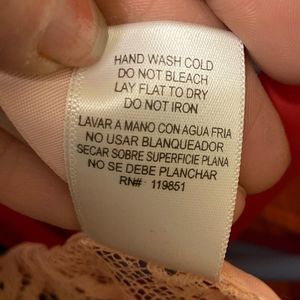 HAND WASH COLD
DO NOT BLEACH
LAY FLAT TO DRY
DO NOT IRON
LAVAR A MANO CON AGUA FRIA
NO USAR BLANQUEADOR
SECAR SOBRE SUPERFICIE PLANA
NO SE DEBE PLANCHAR
RN# 119851